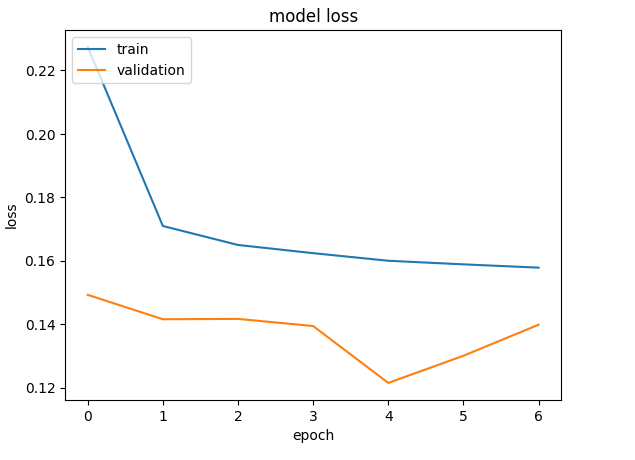 model loss
train
validation
0.22
0.20
0.18
0.16
0.14
0.12
loss
0 1 2 3 4 5 6
epoch